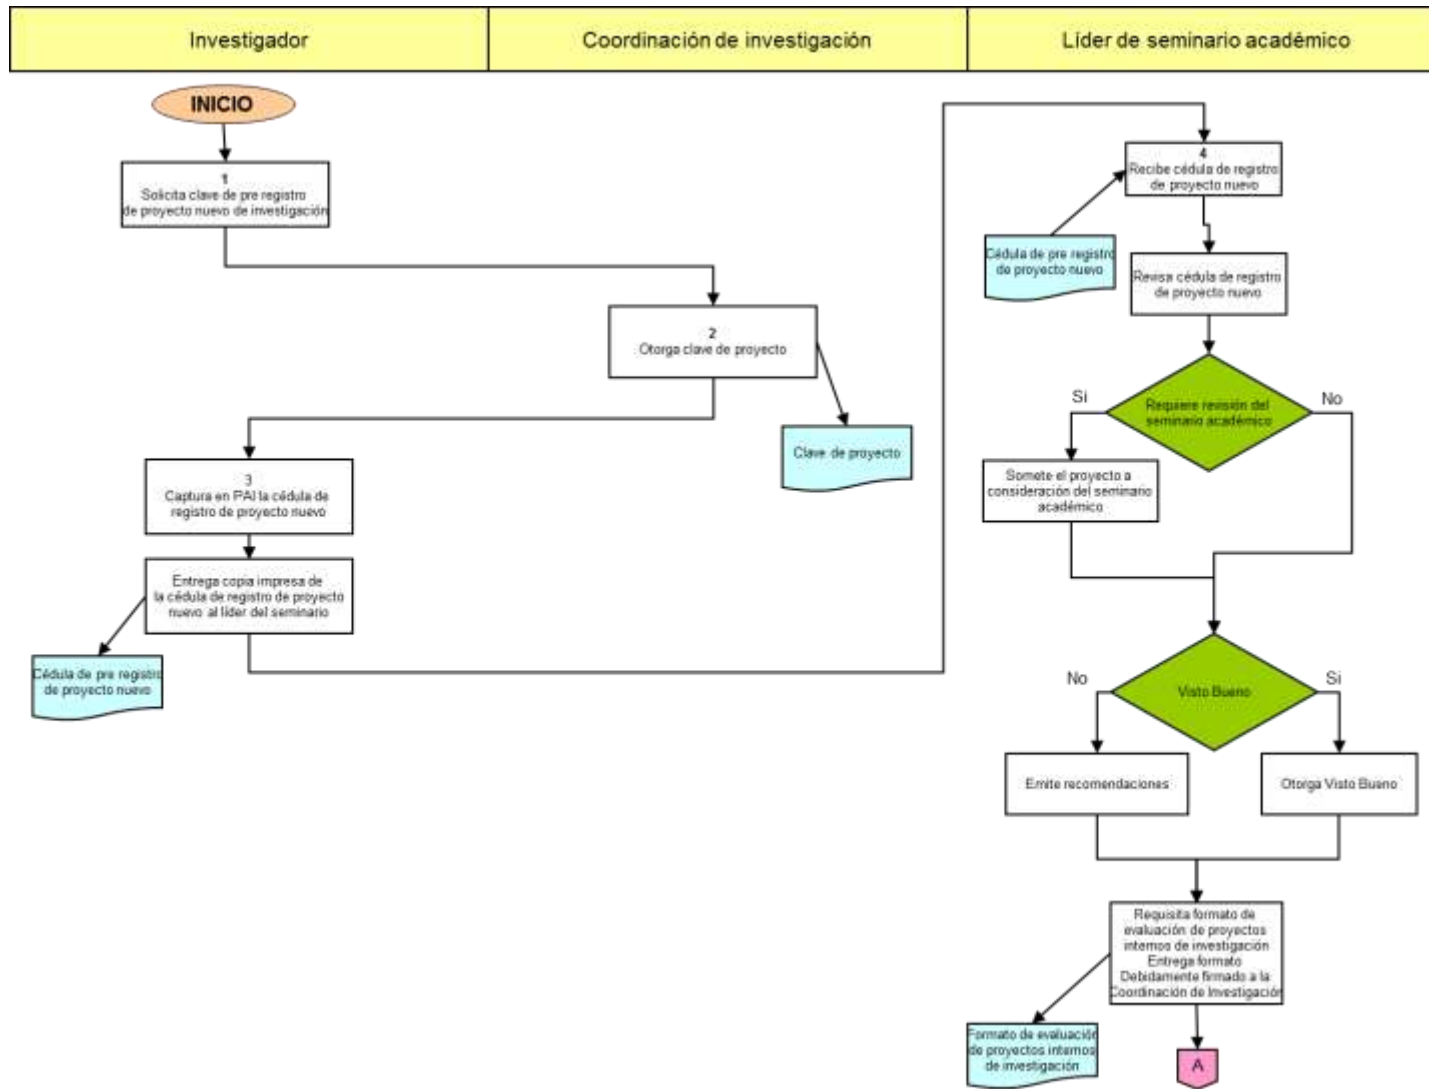 Investigador
Coordinación de investigación
Líder de seminario académico
INICIO
1
Solicita clave de pre registro
de proyecto nuevo de investigación
2
Otorga clave de proyecto
Clave de proyecto
3
Captura en PAI la cédula de
registro de proyecto nuevo
Entrega copia impresa de
la cédula de registro de proyecto
nuevo al líder del seminario
Cédula de pre registro
de proyecto nuevo
4
Recibe cédula de registro
de proyecto nuevo
Cédula de pre registro
de proyecto nuevo
Revisa cédula de registro
de proyecto nuevo
Requiere revisión del
seminario académico
Si
No
Somete el proyecto a
consideración del seminario
académico
Visto Bueno
No
Si
Emite recomendaciones
Otorga Visto Bueno
Requisita formato de
evaluación de proyectos
internos de investigación
Entrega formato
Debidamente firmado a la
Coordinación de Investigación
Formato de evaluación
de proyectos internos
de investigación
A